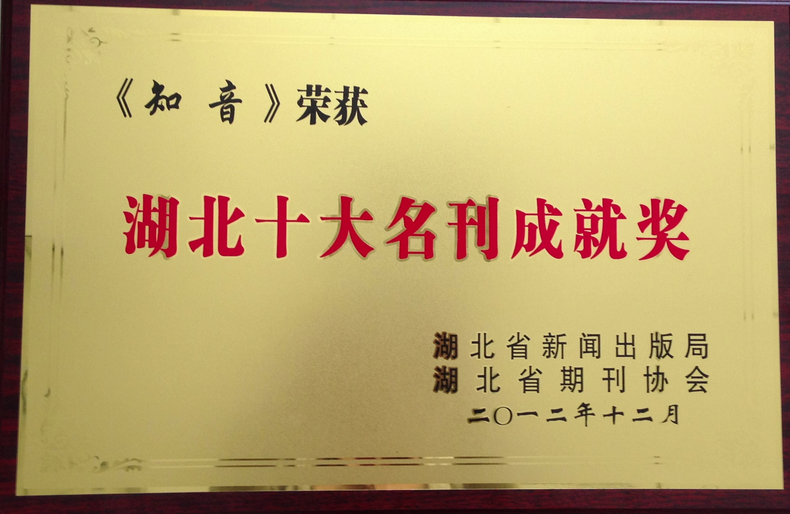 《知音》荣获
湖北十大名刊成就奖
湖北省新闻出版局
湖北省期刊协会
二〇一二年十二月